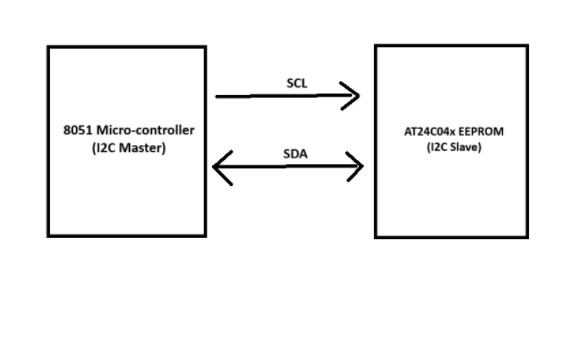 8051 Micro-controller
(I2C Master)
SCL
SDA
AT24C04x EEPROM
(I2C Slave)